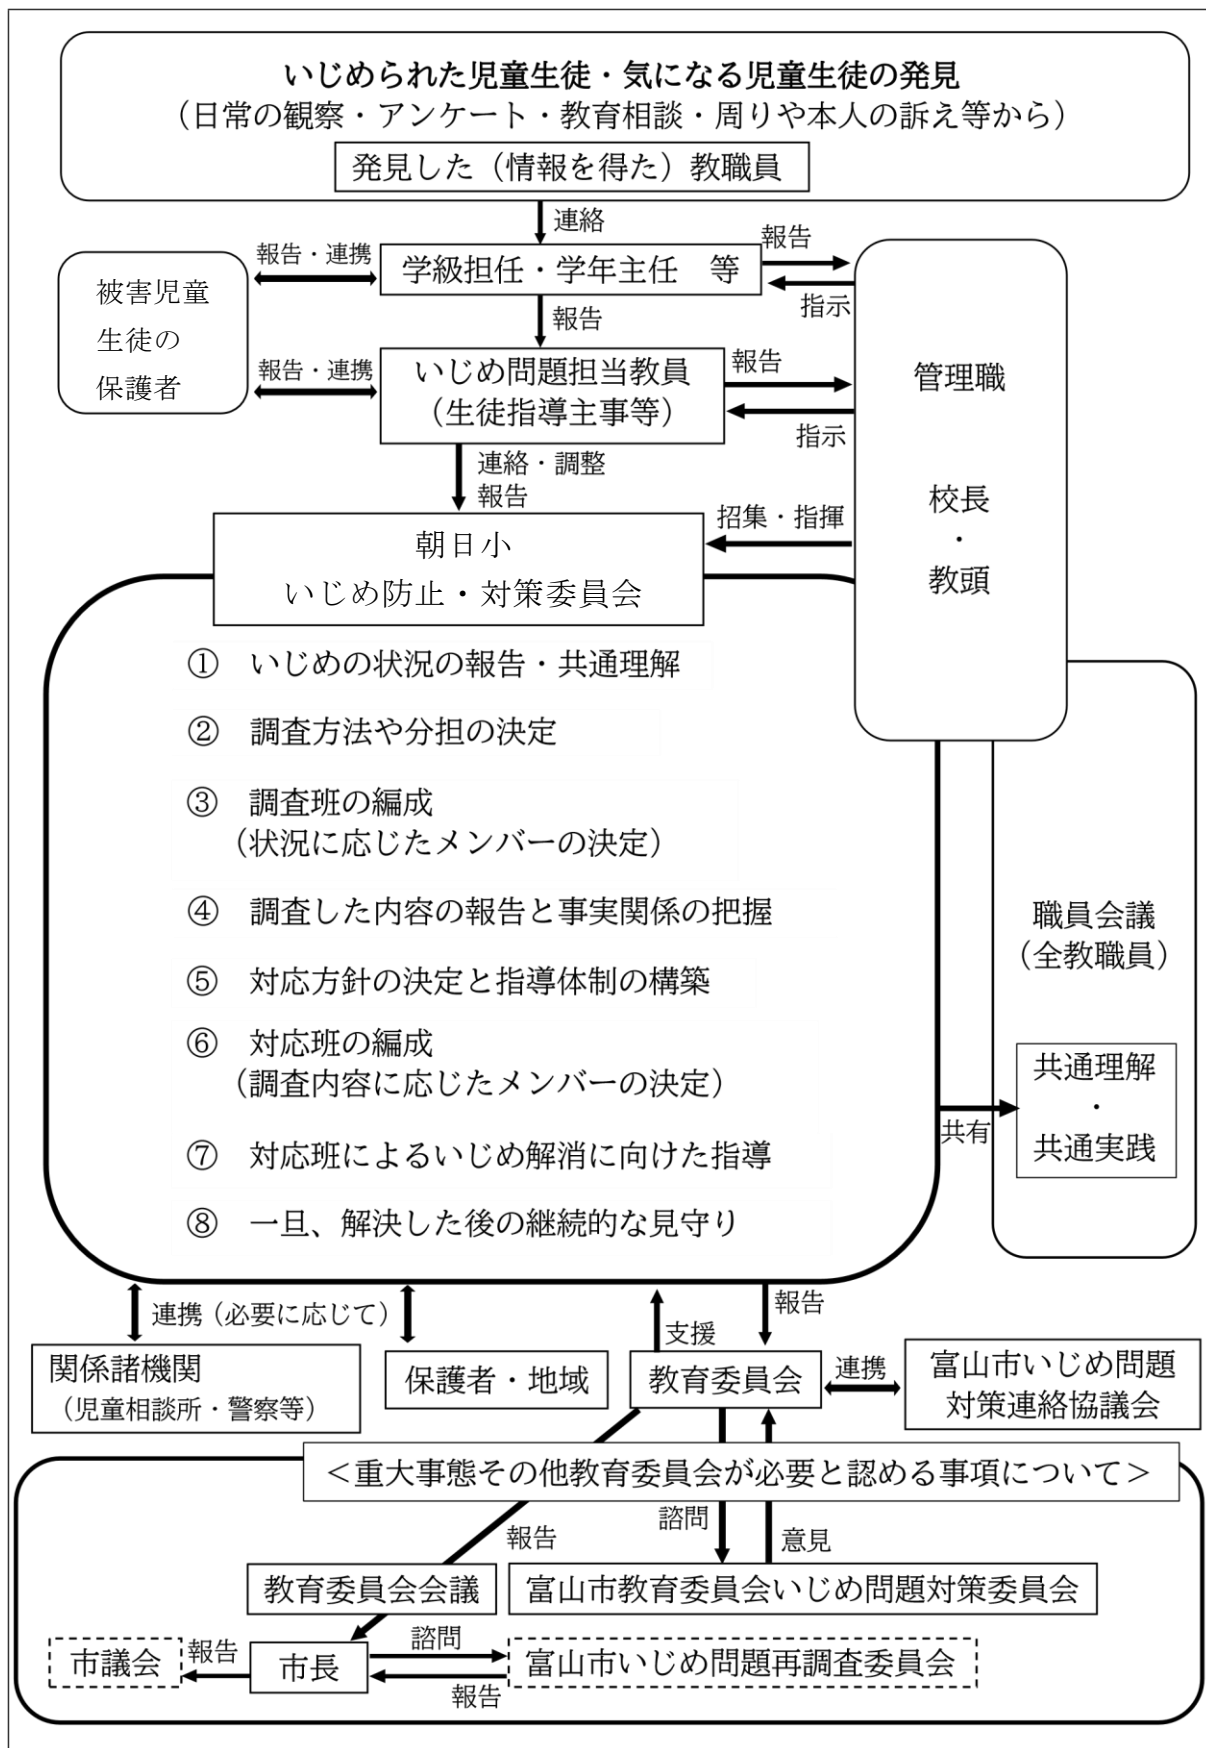 いじめられた児童生徒・気になる児童生徒の発見
（日常の観察・アンケート・教育相談・周りや本人の訴え等から）
発見した（情報を得た）教職員
連絡
報告・連携
学級担任・学年主任　等
報告
指示
被害児童
生徒の
保護者
報告
報告・連携
いじめ問題担当教員
（生徒指導主事等）
報告
指示
管理職
校長
・
教頭
連絡・調整
報告
招集・指揮
朝日小
いじめ防止・対策委員会
①　いじめの状況の報告・共通理解
②　調査方法や分担の決定
③　調査班の編成
（状況に応じたメンバーの決定）
④　調査した内容の報告と事実関係の把握
⑤　対応方針の決定と指導体制の構築
⑥　対応班の編成
（調査内容に応じたメンバーの決定）
⑦　対応班によるいじめ解消に向けた指導
⑧　一旦、解決した後の継続的な見守り
職員会議
（全教職員）
共有
共通理解
・
共通実践
連携（必要に応じて）
支援
報告
関係諸機関
（児童相談所・警察等）
保護者・地域
教育委員会
連携
富山市いじめ問題
対策連絡協議会
＜重大事態その他教育委員会が必要と認める事項について＞
報告
諮問
意見
教育委員会会議
富山市教育委員会いじめ問題対策委員会
市議会
報告
市長
諮問
報告
富山市いじめ問題再調査委員会